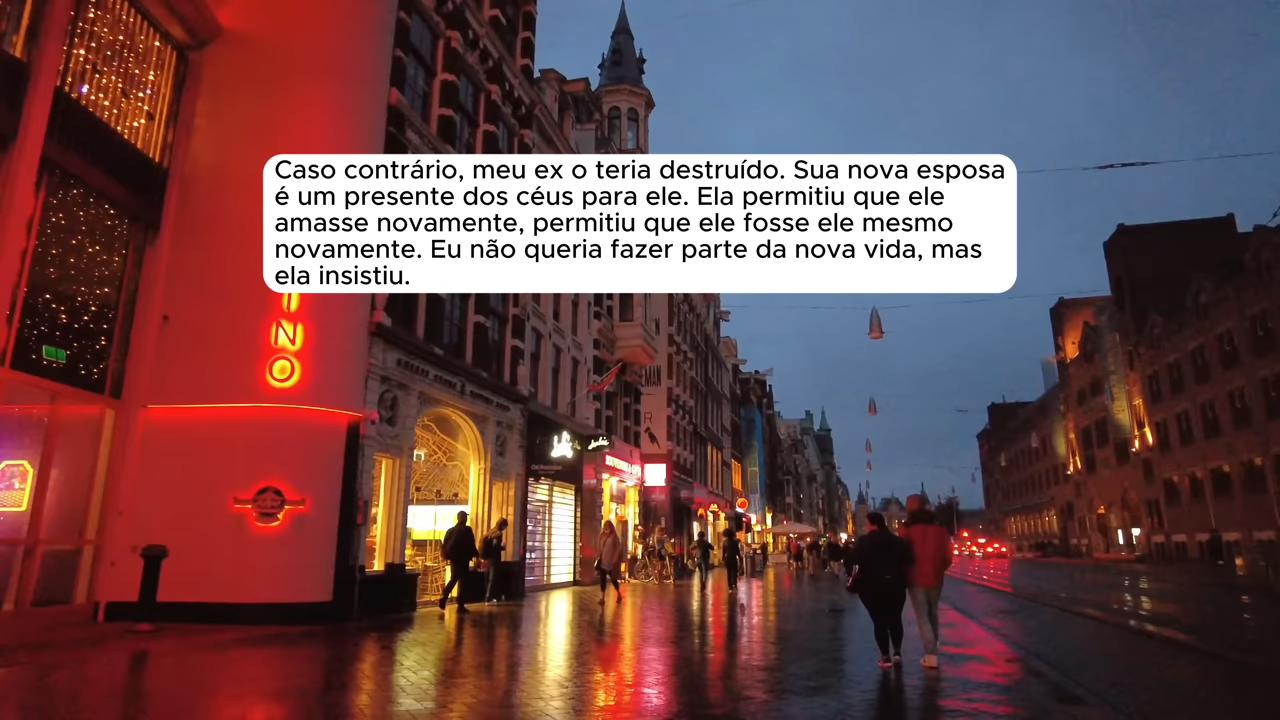 Caso contrário, meu ex o teria destruído. Sua nova esposa
é um presente dos céus para ele. Ela permitiu que ele
amasse novamente, permitiu que ele fosse ele mesmo
novamente. Eu não queria fazer parte da nova vida, mas
ela insistiu.
I
N
O
MAN
R